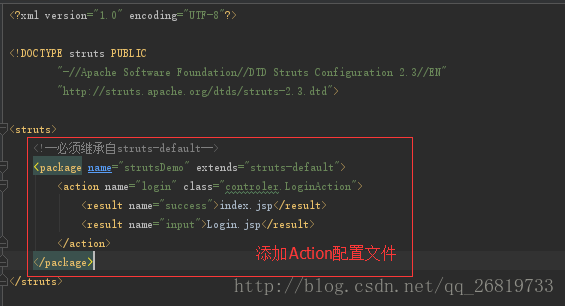 <?xml version="1.0" encoding="UTF-8"?>
<!DOCTYPE struts PUBLIC
"-//Apache Software Foundation//DTD Struts Configuration 2.3//EN"
"http://struts.apache.org/dtds/struts-2.3.dtd">
<struts>
<!--必须继承自struts-default-->
<package name="strutsDemo" extends="struts-default">
<action name="login" class="controler.LoginAction">
<result name="success">index.jsp</result>
<result name="input">Login.jsp</result>
</action>
添加Action配置文件
</package>
</struts>
http://blog.csdn.net/qq_26819733